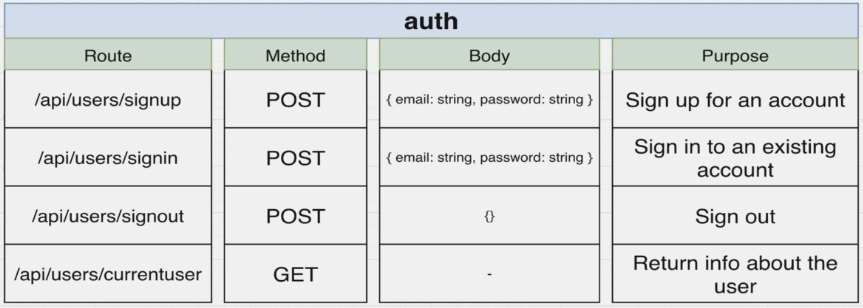 auth
Route Method Body Purpose
/api/users/signup POST { email: string, password: string } Sign up for an account
/api/users/signin POST { email: string, password: string } Sign in to an existing
account
/api/users/signout POST {} Sign out
/api/users/currentuser GET - Return info about the
user